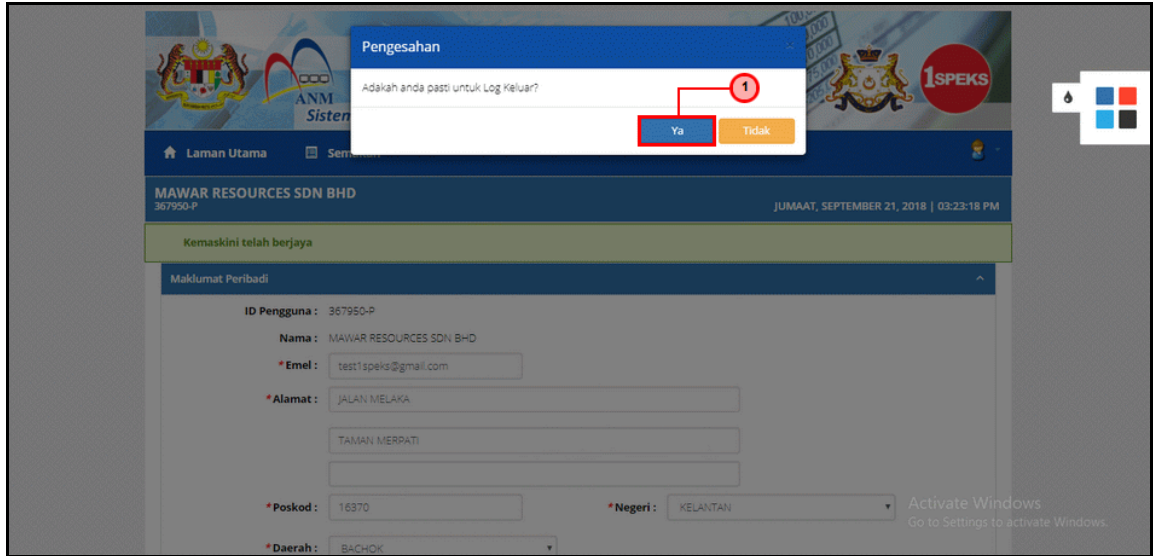 Pengesahan
×
Adakah anda pasti untuk Log Keluar?
1
Ya
Tidak
ANM
Sisten
1SPEKS
Laman Utama
Sem
MAWAR RESOURCES SDN BHD
367950-P
JUMAAT, SEPTEMBER 21, 2018 | 03:23:18 PM
Kemaskini telah berjaya
Maklumat Peribadi
ID Pengguna : 367950-P
Nama : MAWAR RESOURCES SDN BHD
*Emel : test1speks@gmail.com
*Alamat : JALAN MELAKA
TAMAN MERPATI
*Poskod : 16370 *Negeri : KELANTAN
*Daerah : BACHOK
Activate Windows
Go to Settings to activate Windows.